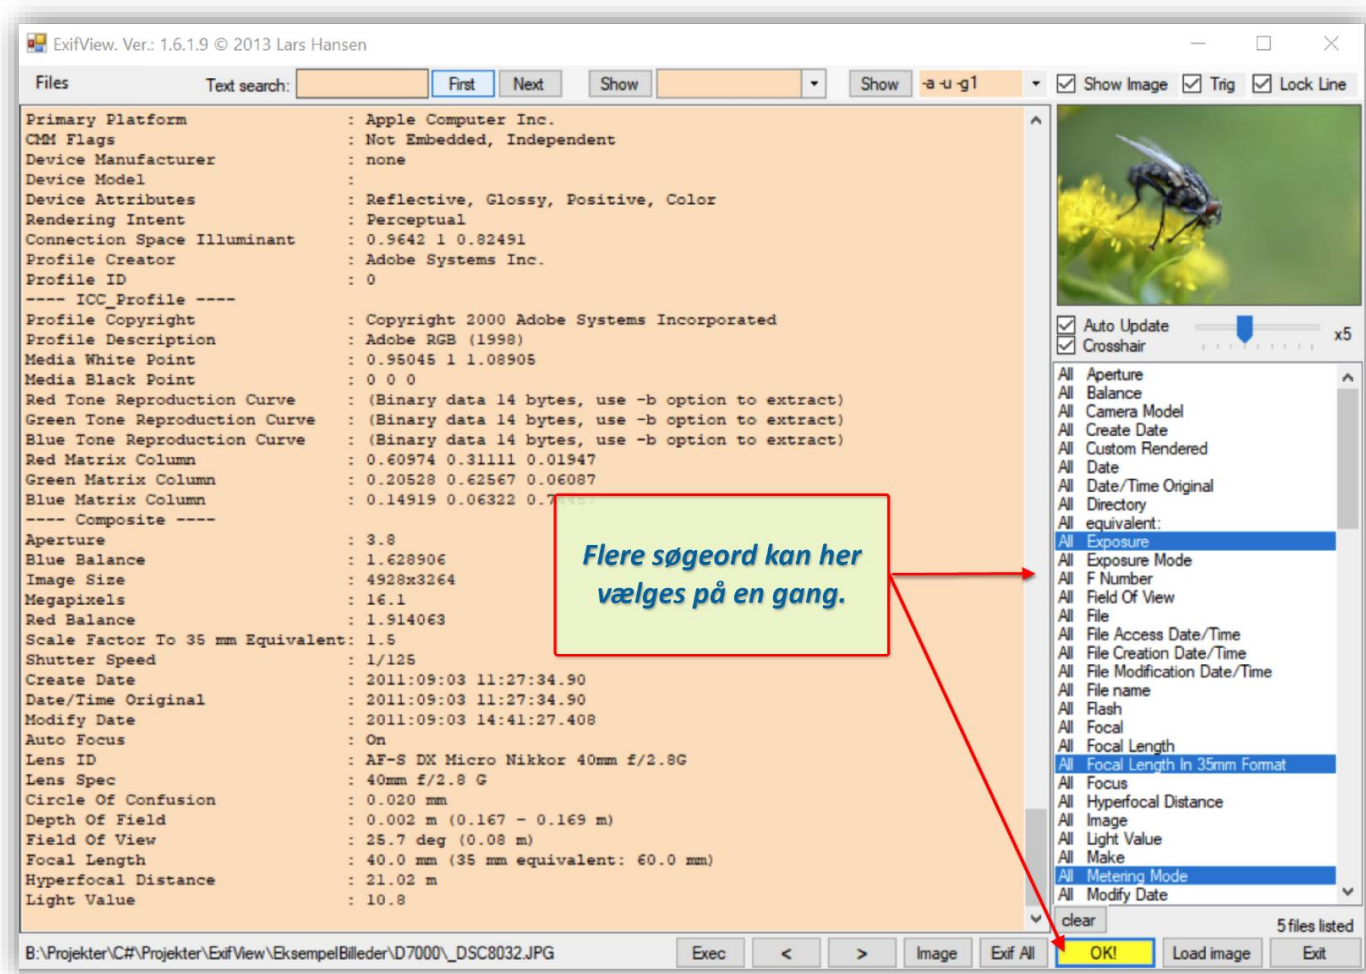 ExifView. Ver.: 1.6.1.9 © 2013 Lars Hansen
Files Text search: First Next Show Show -a -u -g1 Show Image Trig Lock Line
Primary Platform : Apple Computer Inc.
CMM Flags : Not Embedded, Independent
Device Manufacturer : none
Device Model :
Device Attributes : Reflective, Glossy, Positive, Color
Rendering Intent : Perceptual
Connection Space Illuminant : 0.9642 1 0.82491
Profile Creator : Adobe Systems Inc.
Profile ID : 0
---- ICC_Profile ----
Profile Copyright : Copyright 2000 Adobe Systems Incorporated
Profile Description : Adobe RGB (1998)
Media White Point : 0.95045 1 1.08905
Media Black Point : 0 0 0
Red Tone Reproduction Curve : (Binary data 14 bytes, use -b option to extract)
Green Tone Reproduction Curve : (Binary data 14 bytes, use -b option to extract)
Blue Tone Reproduction Curve : (Binary data 14 bytes, use -b option to extract)
Red Matrix Column : 0.60974 0.31111 0.01947
Green Matrix Column : 0.20528 0.62567 0.06087
Blue Matrix Column : 0.14919 0.06322
---- Composite ----
Aperture : 3.8
Blue Balance : 1.628906
Image Size : 4928x3264
Megapixels : 16.1
Red Balance : 1.914063
Scale Factor To 35 mm Equivalent: 1.5
Shutter Speed : 1/125
Create Date : 2011:09:03 11:27:34.90
Date/Time Original : 2011:09:03 11:27:34.90
Modify Date : 2011:09:03 14:41:27.408
Auto Focus : On
Lens ID : AF-S DX Micro Nikkor 40mm f/2.8G
Lens Spec : 40mm f/2.8 G
Circle Of Confusion : 0.020 mm
Depth Of Field : 0.002 m (0.167 - 0.169 m)
Field Of View : 25.7 deg (0.08 m)
Focal Length : 40.0 mm (35 mm equivalent: 60.0 mm)
Hyperfocal Distance : 21.02 m
Light Value : 10.8
Flere søgeord kan her
vælges på en gang.
Auto Update
Crosshair
x5
All Aperture
All Balance
All Camera Model
All Create Date
All Custom Rendered
All Date
All Date/Time Original
All Directory
All equivalent:
All Exposure
All Exposure Mode
All F Number
All Field Of View
All File
All File Access Date/Time
All File Creation Date/Time
All File Modification Date/Time
All File name
All Flash
All Focal
All Focal Length
All Focal Length In 35mm Format
All Focus
All Hyperfocal Distance
All Image
All Light Value
All Make
All Metering Mode
All Modify Date
clear
5 files listed
B:\Projekter\C#\Projekter\ExifView\EksempelBilleder\D7000\_DSC8032.JPG Exec < > Image Exif All OK! Load image Exit